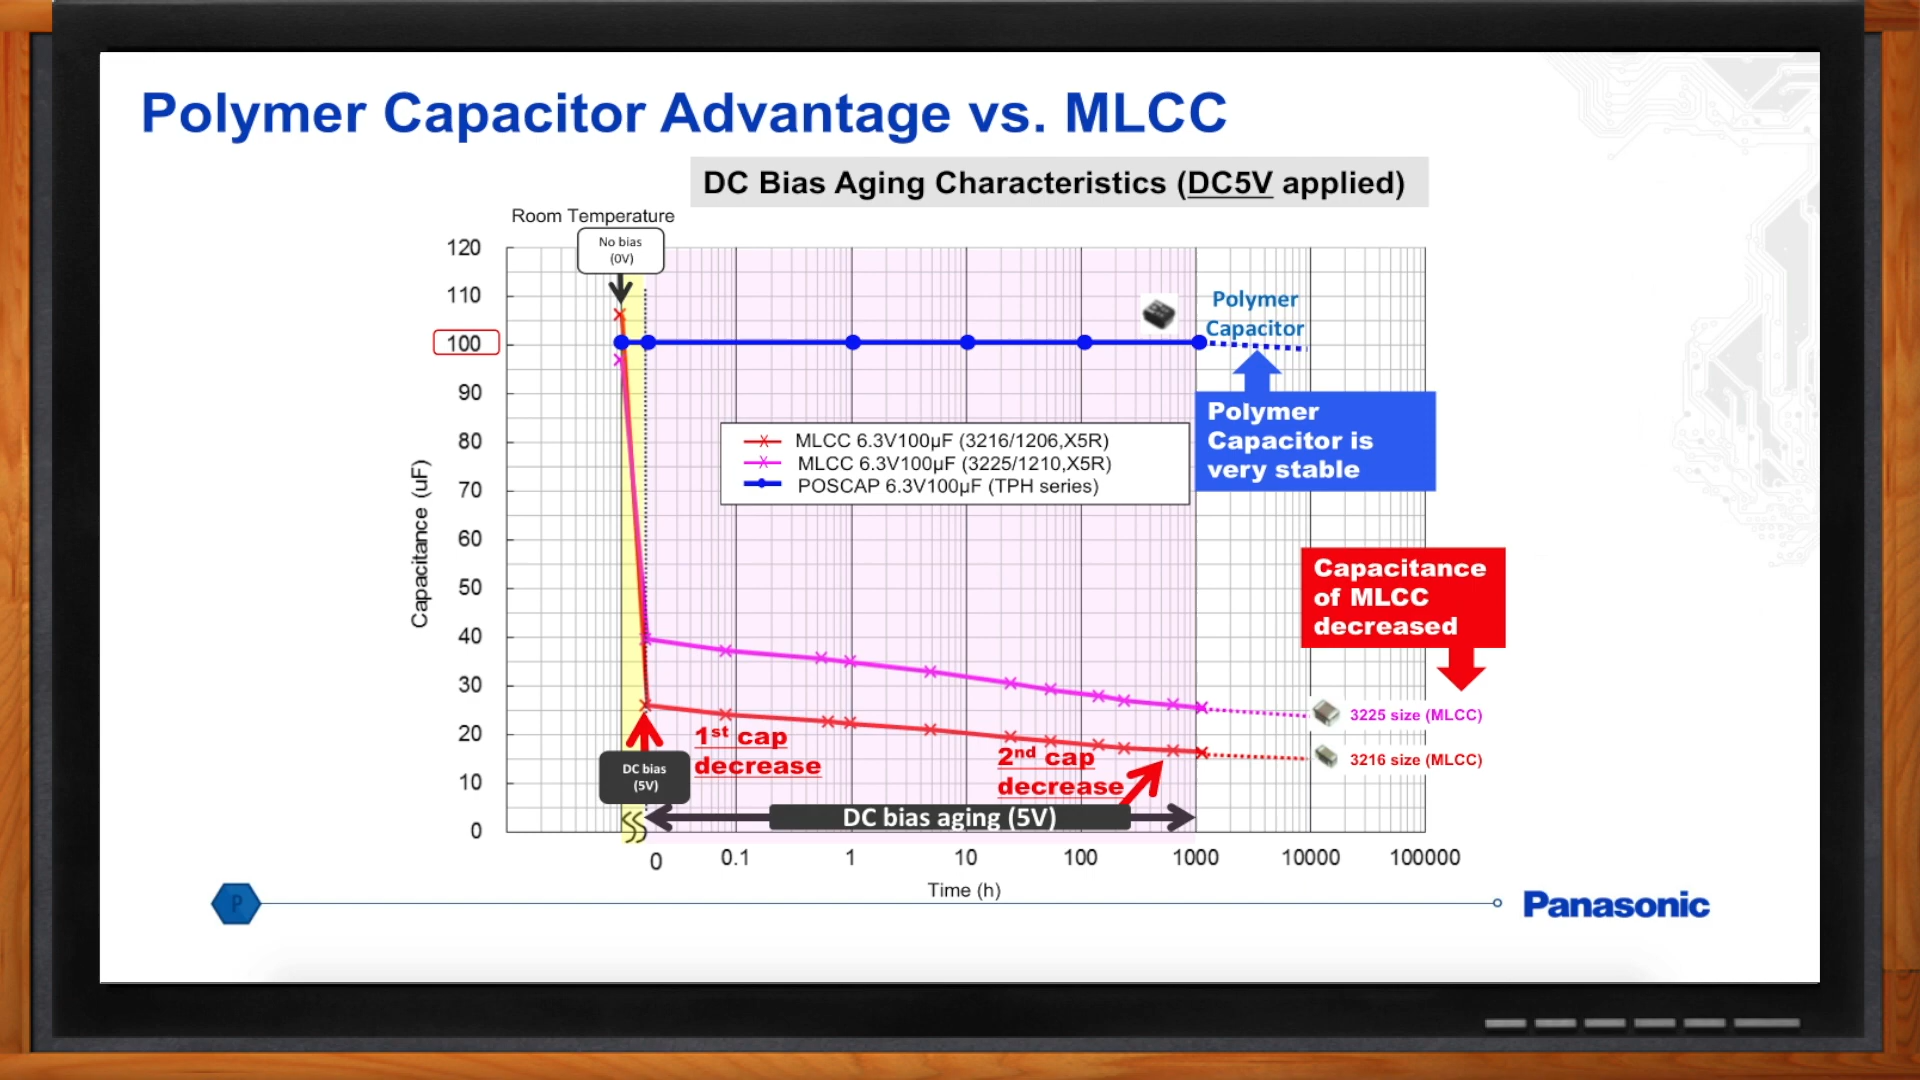 Polymer Capacitor Advantage vs. MLCC
DC Bias Aging Characteristics (DC5V applied)
Room Temperature
No bias
(0V)
120
110
100
90
80
70
60
50
40
30
20
10
0
Capacitance (uF)
Polymer
Capacitor
Polymer
Capacitor is
very stable
MLCC 6.3V100µF (3216/1206,X5R)
MLCC 6.3V100µF (3225/1210,X5R)
POSCAP 6.3V100µF (TPH series)
Capacitance
of MLCC
decreased
3225 size (MLCC)
3216 size (MLCC)
1st cap
decrease
2nd cap
decrease
DC bias
(5V)
DC bias aging (5V)
0 0.1 1 10 100 1000 10000 100000
Time (h)
P
Panasonic